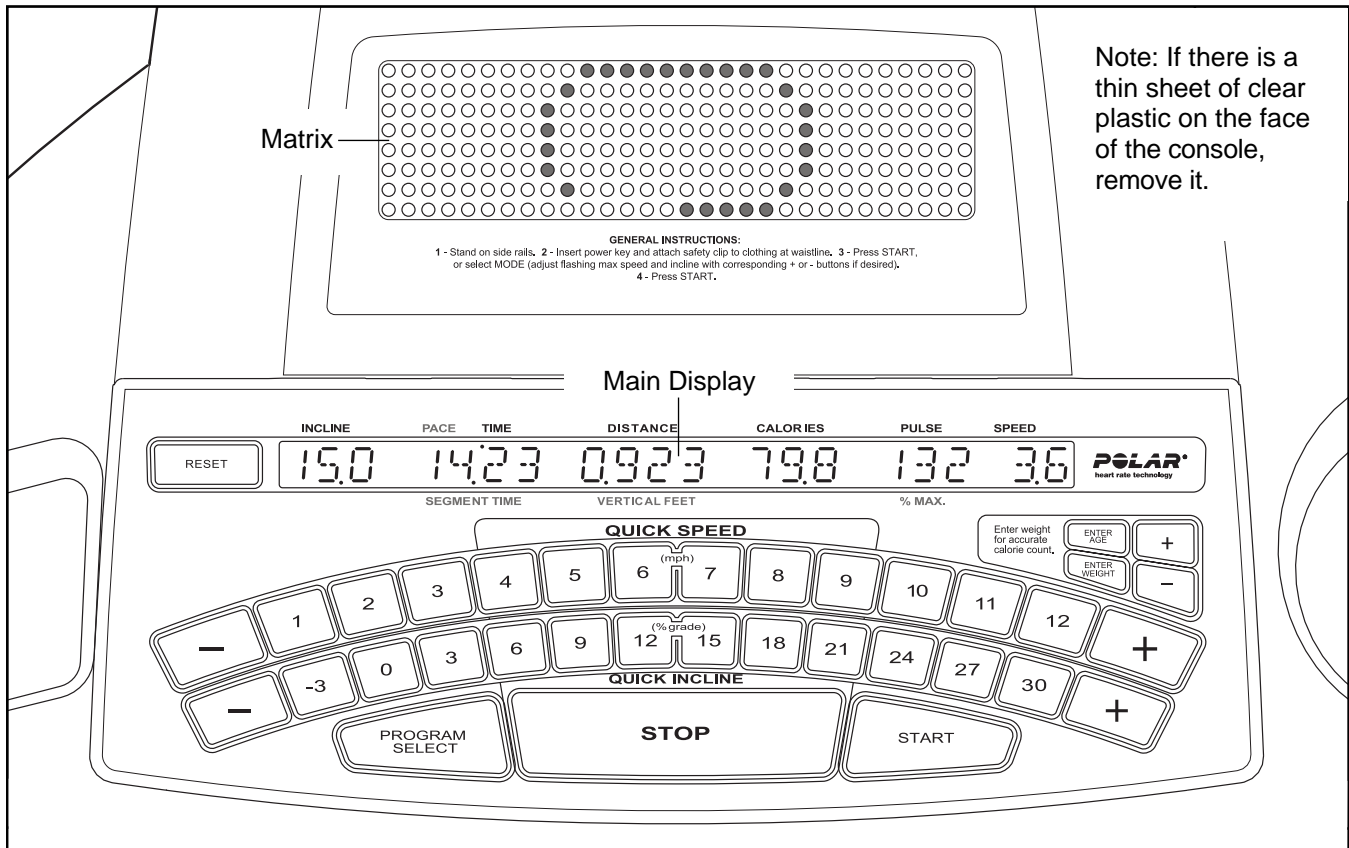 Note: If there is a
thin sheet of clear
plastic on the face
of the console,
remove it.
Matrix
GENERAL INSTRUCTIONS:
1 - Stand on side rails. 2 - Insert power key and attach safety clip to clothing at waistline. 3 - Press START,
or select MODE (adjust flashing max speed and incline with corresponding + or - buttons if desired).
4 - Press START.
Main Display
INCLINE PACE TIME DISTANCE CALORIES PULSE SPEED
RESET 15.0 14:23 0.923 79.8 132 3.6 POLAR
heart rate technology
SEGMENT TIME VERTICAL FEET % MAX.
QUICK SPEED
(mph)
Enter weight
for accurate
calorie count.
ENTER
AGE
+
ENTER
WEIGHT
−
− 1 2 3 4 5 6 7 8 9 10 11 12 +
(% grade)
− -3 0 3 6 9 12 15 18 21 24 27 30 +
QUICK INCLINE
PROGRAM
SELECT
STOP
START